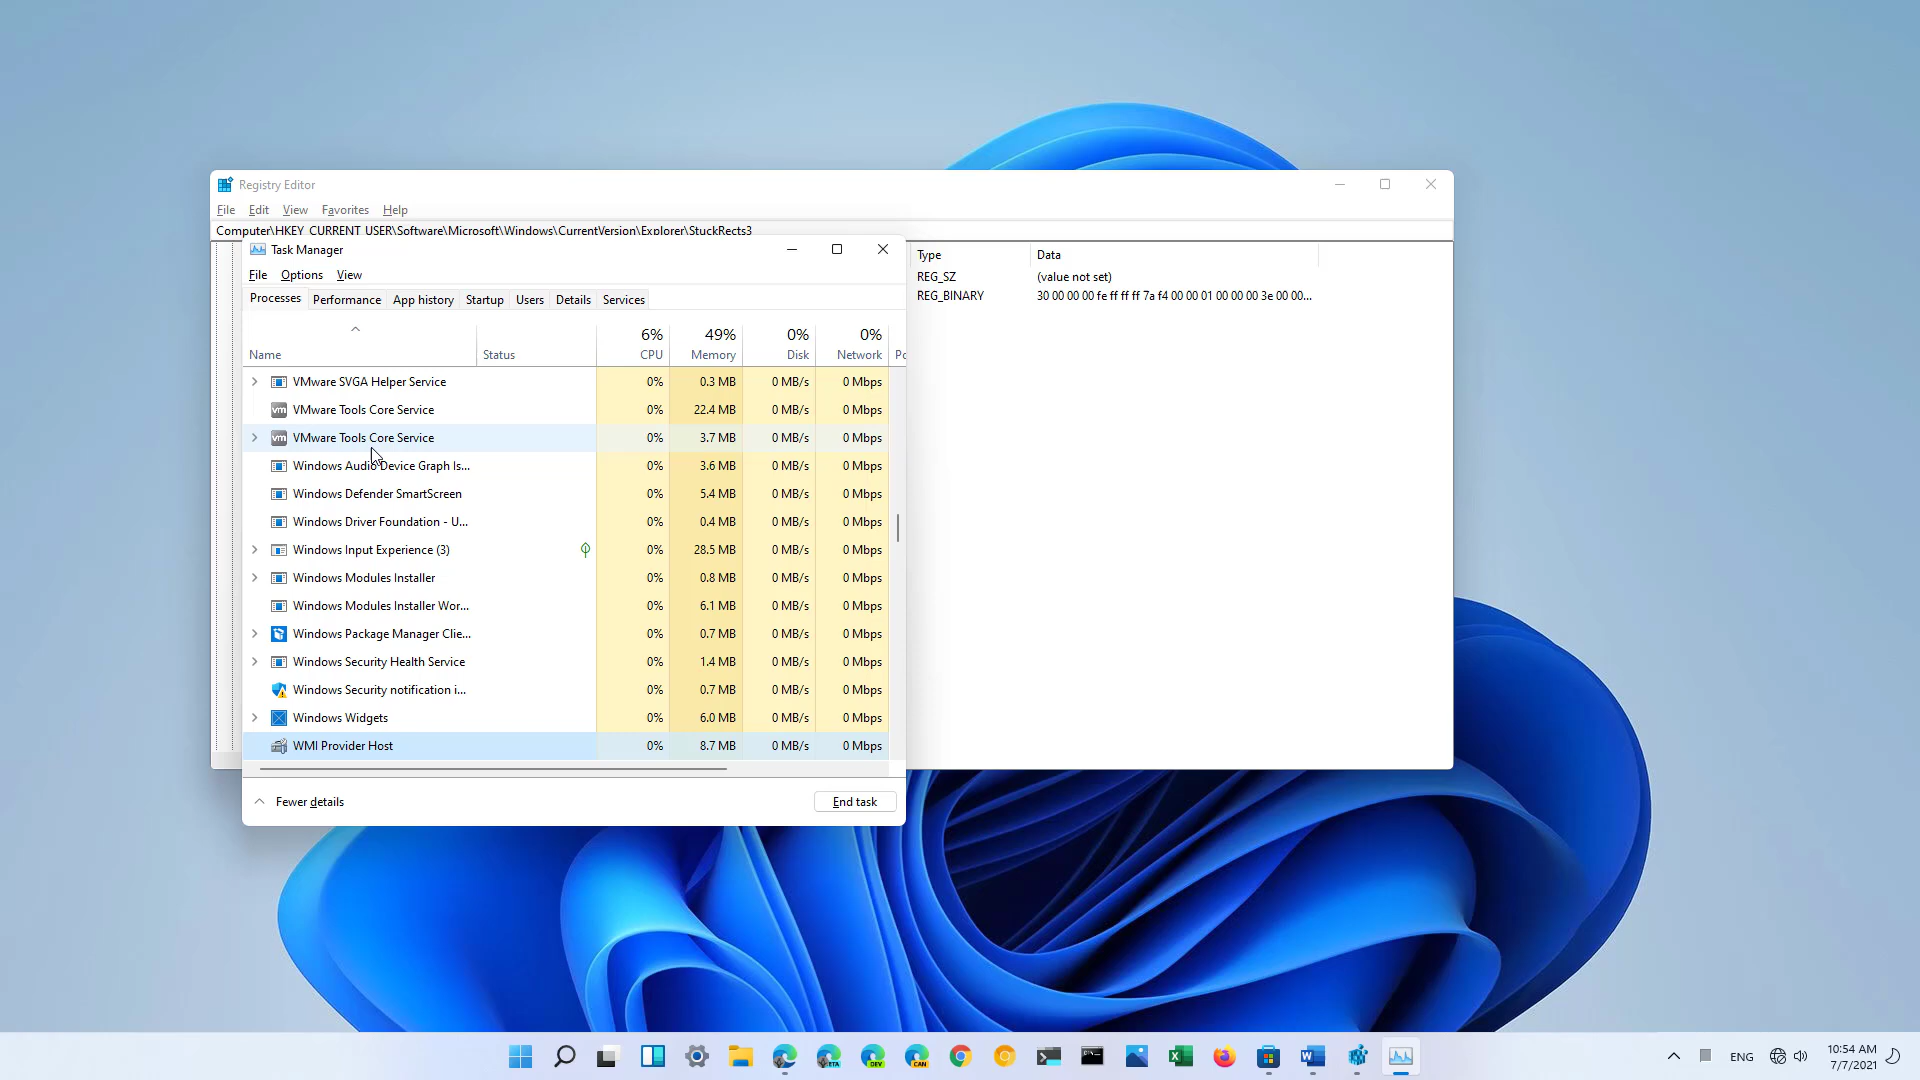 Registry Editor
File Edit View Favorites Help
Computer\HKEY_CURRENT_USER\Software\Microsoft\Windows\CurrentVersion\Explorer\StuckRects3
Task Manager
File Options View
Processes Performance App history Startup Users Details Services
6% 49% 0% 0%
Name Status CPU Memory Disk Network Po
VMware SVGA Helper Service 0% 0.3 MB 0 MB/s 0 Mbps
vm VMware Tools Core Service 0% 22.4 MB 0 MB/s 0 Mbps
vm VMware Tools Core Service 0% 3.7 MB 0 MB/s 0 Mbps
Windows Audio Device Graph Is... 0% 3.6 MB 0 MB/s 0 Mbps
Windows Defender SmartScreen 0% 5.4 MB 0 MB/s 0 Mbps
Windows Driver Foundation - U... 0% 0.4 MB 0 MB/s 0 Mbps
Windows Input Experience (3) 0% 28.5 MB 0 MB/s 0 Mbps
Windows Modules Installer 0% 0.8 MB 0 MB/s 0 Mbps
Windows Modules Installer Wor... 0% 6.1 MB 0 MB/s 0 Mbps
Windows Package Manager Clie... 0% 0.7 MB 0 MB/s 0 Mbps
Windows Security Health Service 0% 1.4 MB 0 MB/s 0 Mbps
Windows Security notification i... 0% 0.7 MB 0 MB/s 0 Mbps
Windows Widgets 0% 6.0 MB 0 MB/s 0 Mbps
WMI Provider Host 0% 8.7 MB 0 MB/s 0 Mbps
Fewer details End task
Type Data
REG_SZ (value not set)
REG_BINARY 30 00 00 00 fe ff ff ff 7a f4 00 00 01 00 00 00 3e 00 00...
BETA DEV CAN
ENG 10:54 AM
7/7/2021